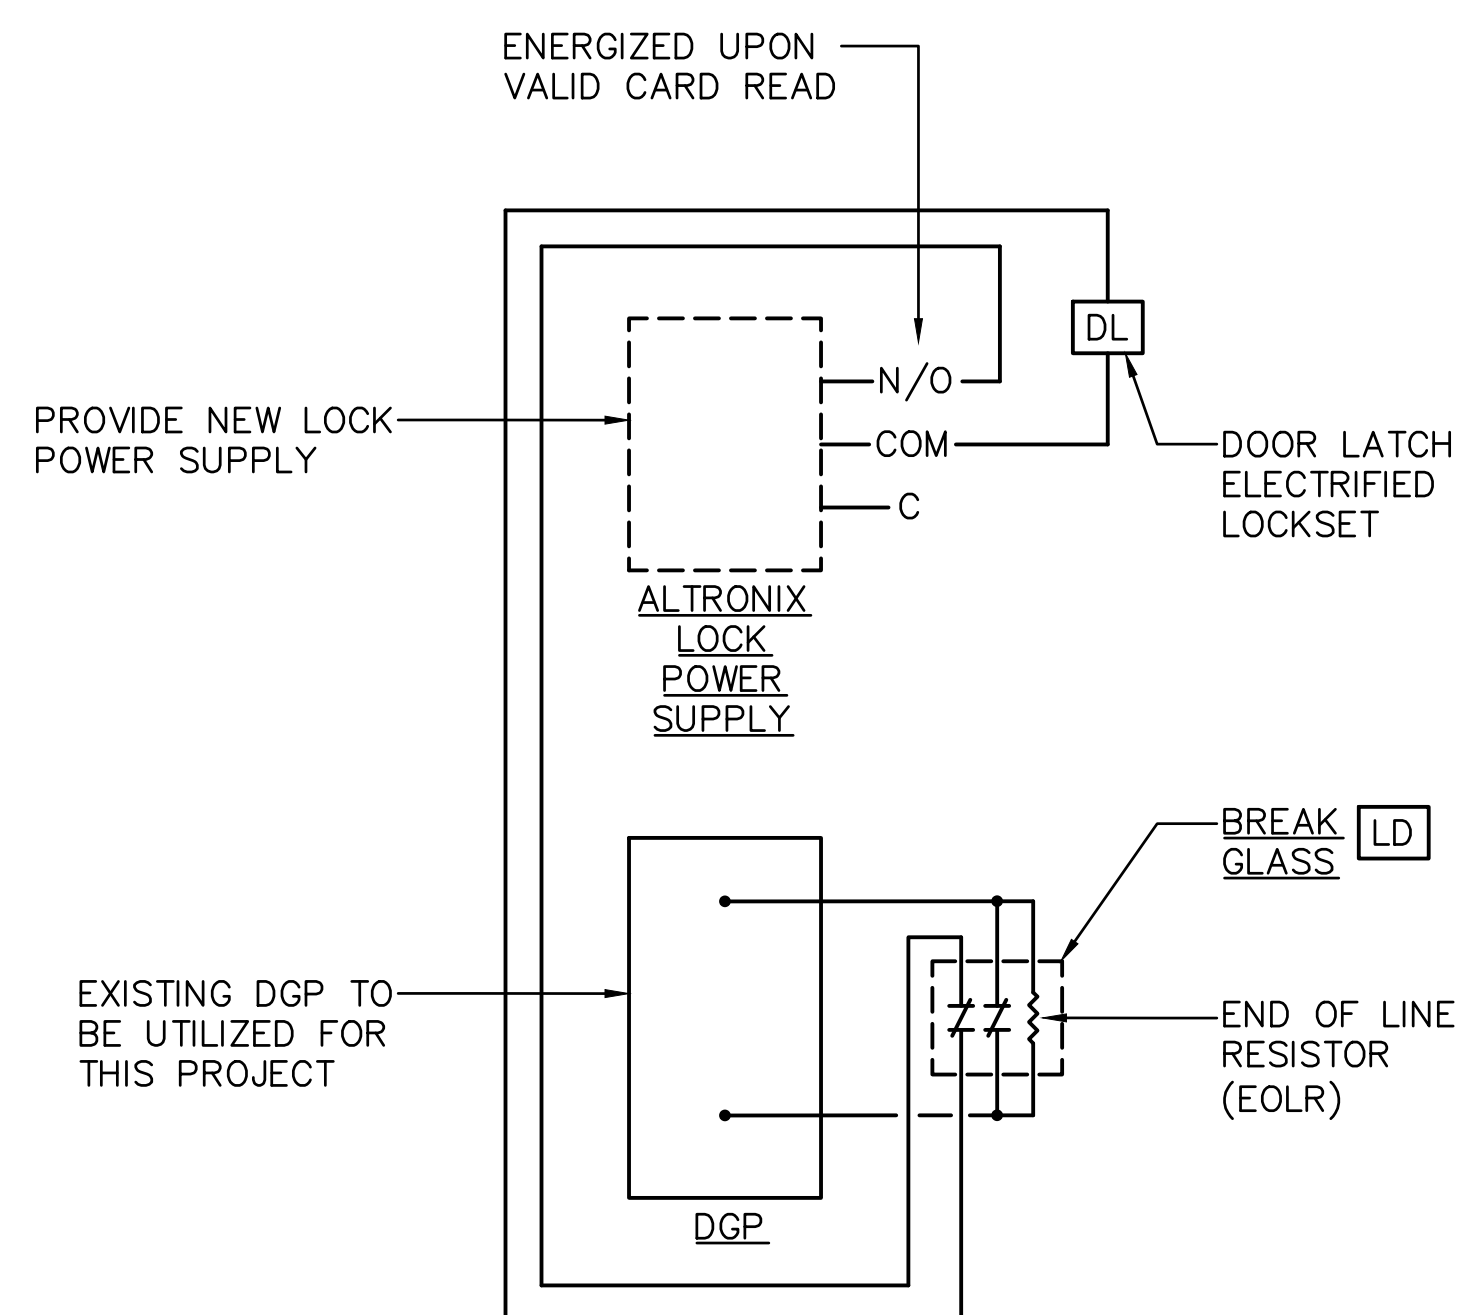 ENERGIZED UPON
VALID CARD READ
DL
N/O
PROVIDE NEW LOCK
POWER SUPPLY
COM
DOOR LATCH
ELECTRIFIED
LOCKSET
C
ALTRONIX
LOCK
POWER
SUPPLY
BREAK
GLASS
LD
EXISTING DGP TO
BE UTILIZED FOR
THIS PROJECT
END OF LINE
RESISTOR
(EOLR)
DGP